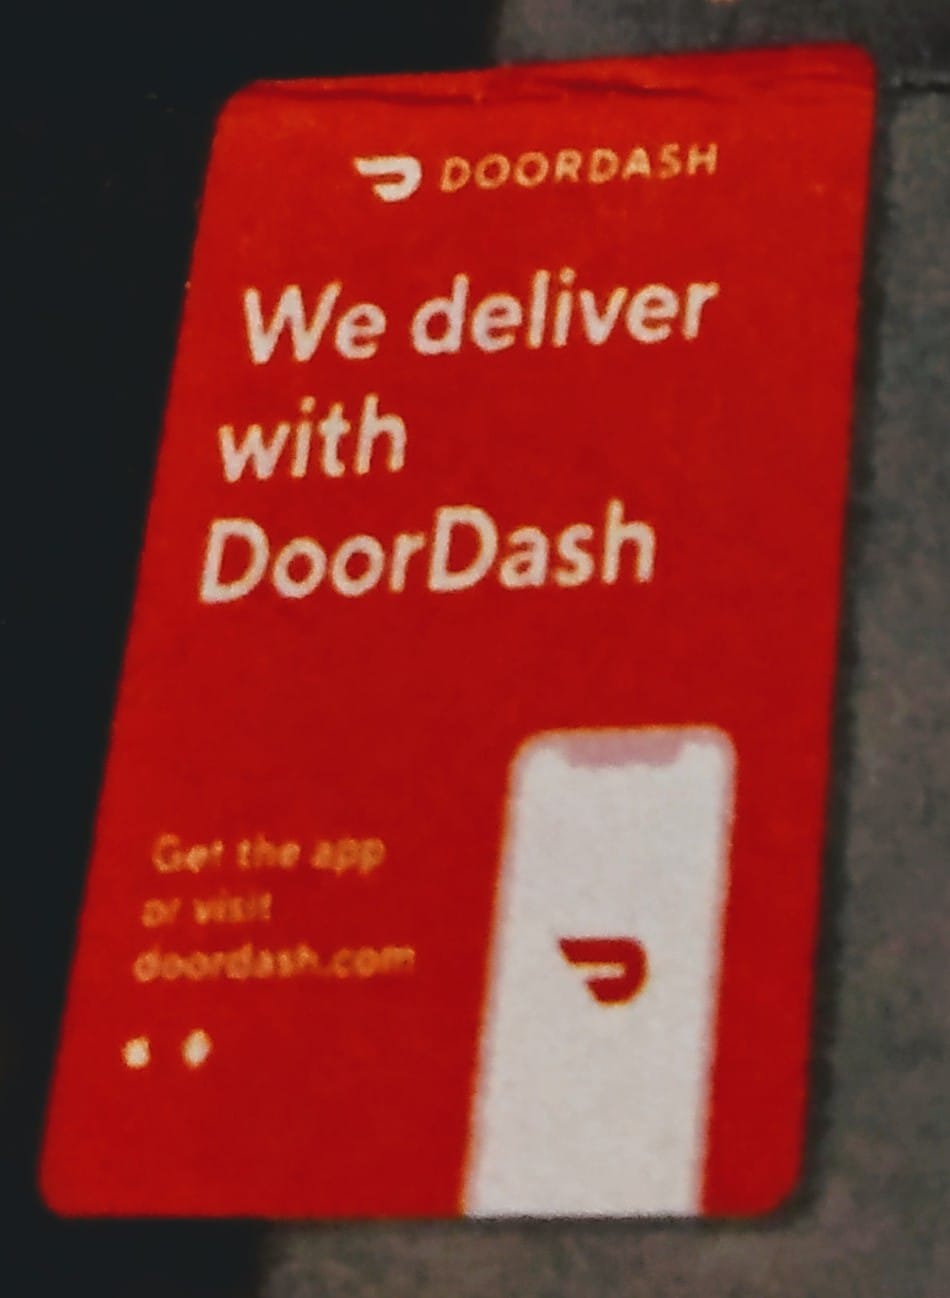 DOORDASH
We deliver
with
DoorDash
Get the app
or visit
doordash.com